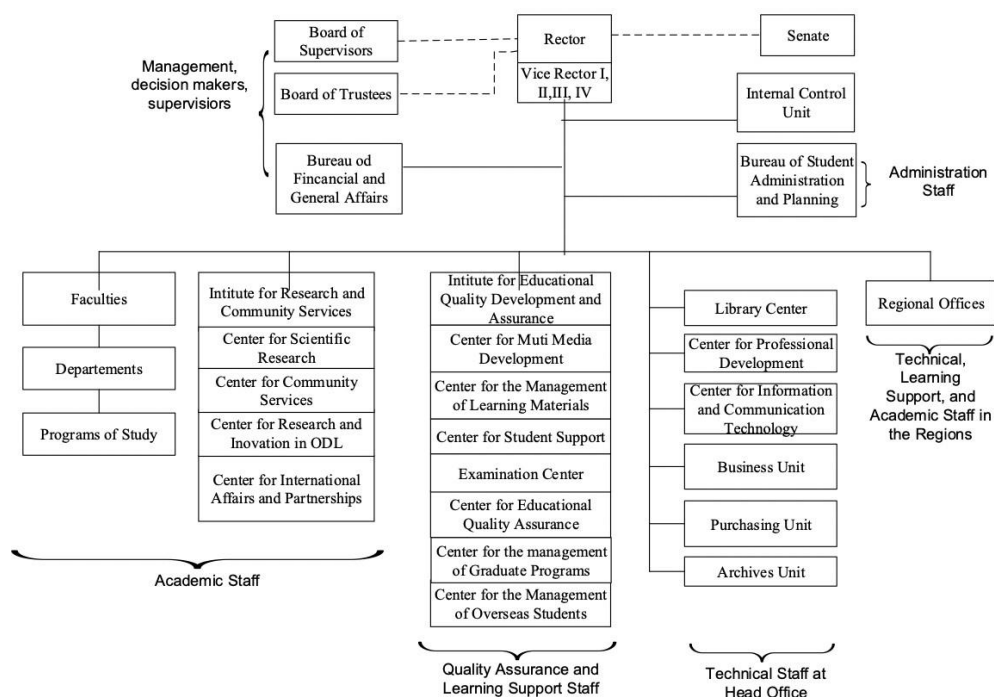 Board of
Supervisors
Rector
Senate
Management,
decision makers,
supervisiors
Board of Trustees
Vice Rector I,
II,III, IV
Internal Control
Unit
Bureau od
Fincancial and
General Affairs
Bureau of Student
Administration
and Planning
Administration
Staff
Faculties
Departements
Programs of Study
Intitute for Research and
Community Services
Center for Scientific
Research
Center for Community
Services
Center for Research and
Inovation in ODL
Center for International
Affairs and Partnerships
Academic Staff
Intitute for Educational
Quality Development and
Assurance
Center for Muti Media
Development
Center for the Management
of Learning Materials
Center for Student Support
Examination Center
Center for Educational
Quality Assurance
Center for the management
of Graduate Programs
Center for the Management
of Overseas Students
Quality Assurance and
Learning Support Staff
Library Center
Center for Professional
Development
Center for Information
and Communication
Technology
Business Unit
Purchasing Unit
Archives Unit
Technical Staff at
Head Office
Regional Offices
Technical,
Learning
Support, and
Academic Staff in
the Regions